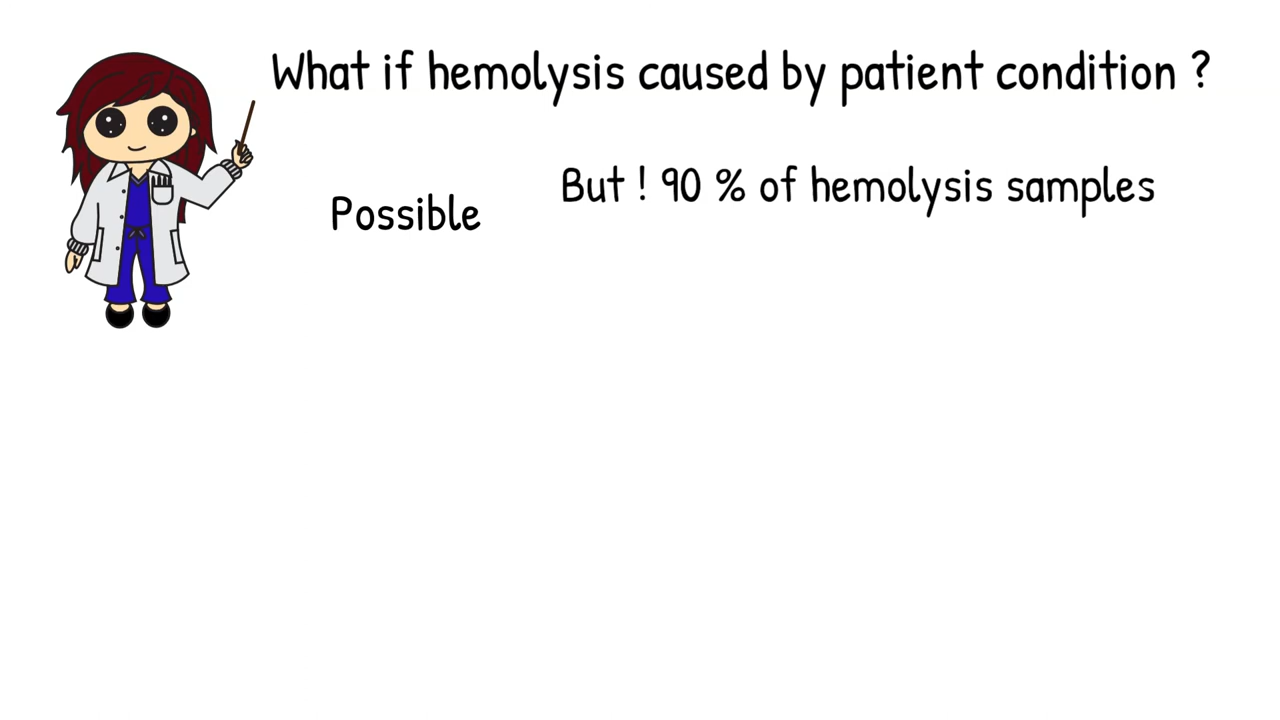 What if hemolysis caused by patient condition ?
But ! 90 % of hemolysis samples
Possible